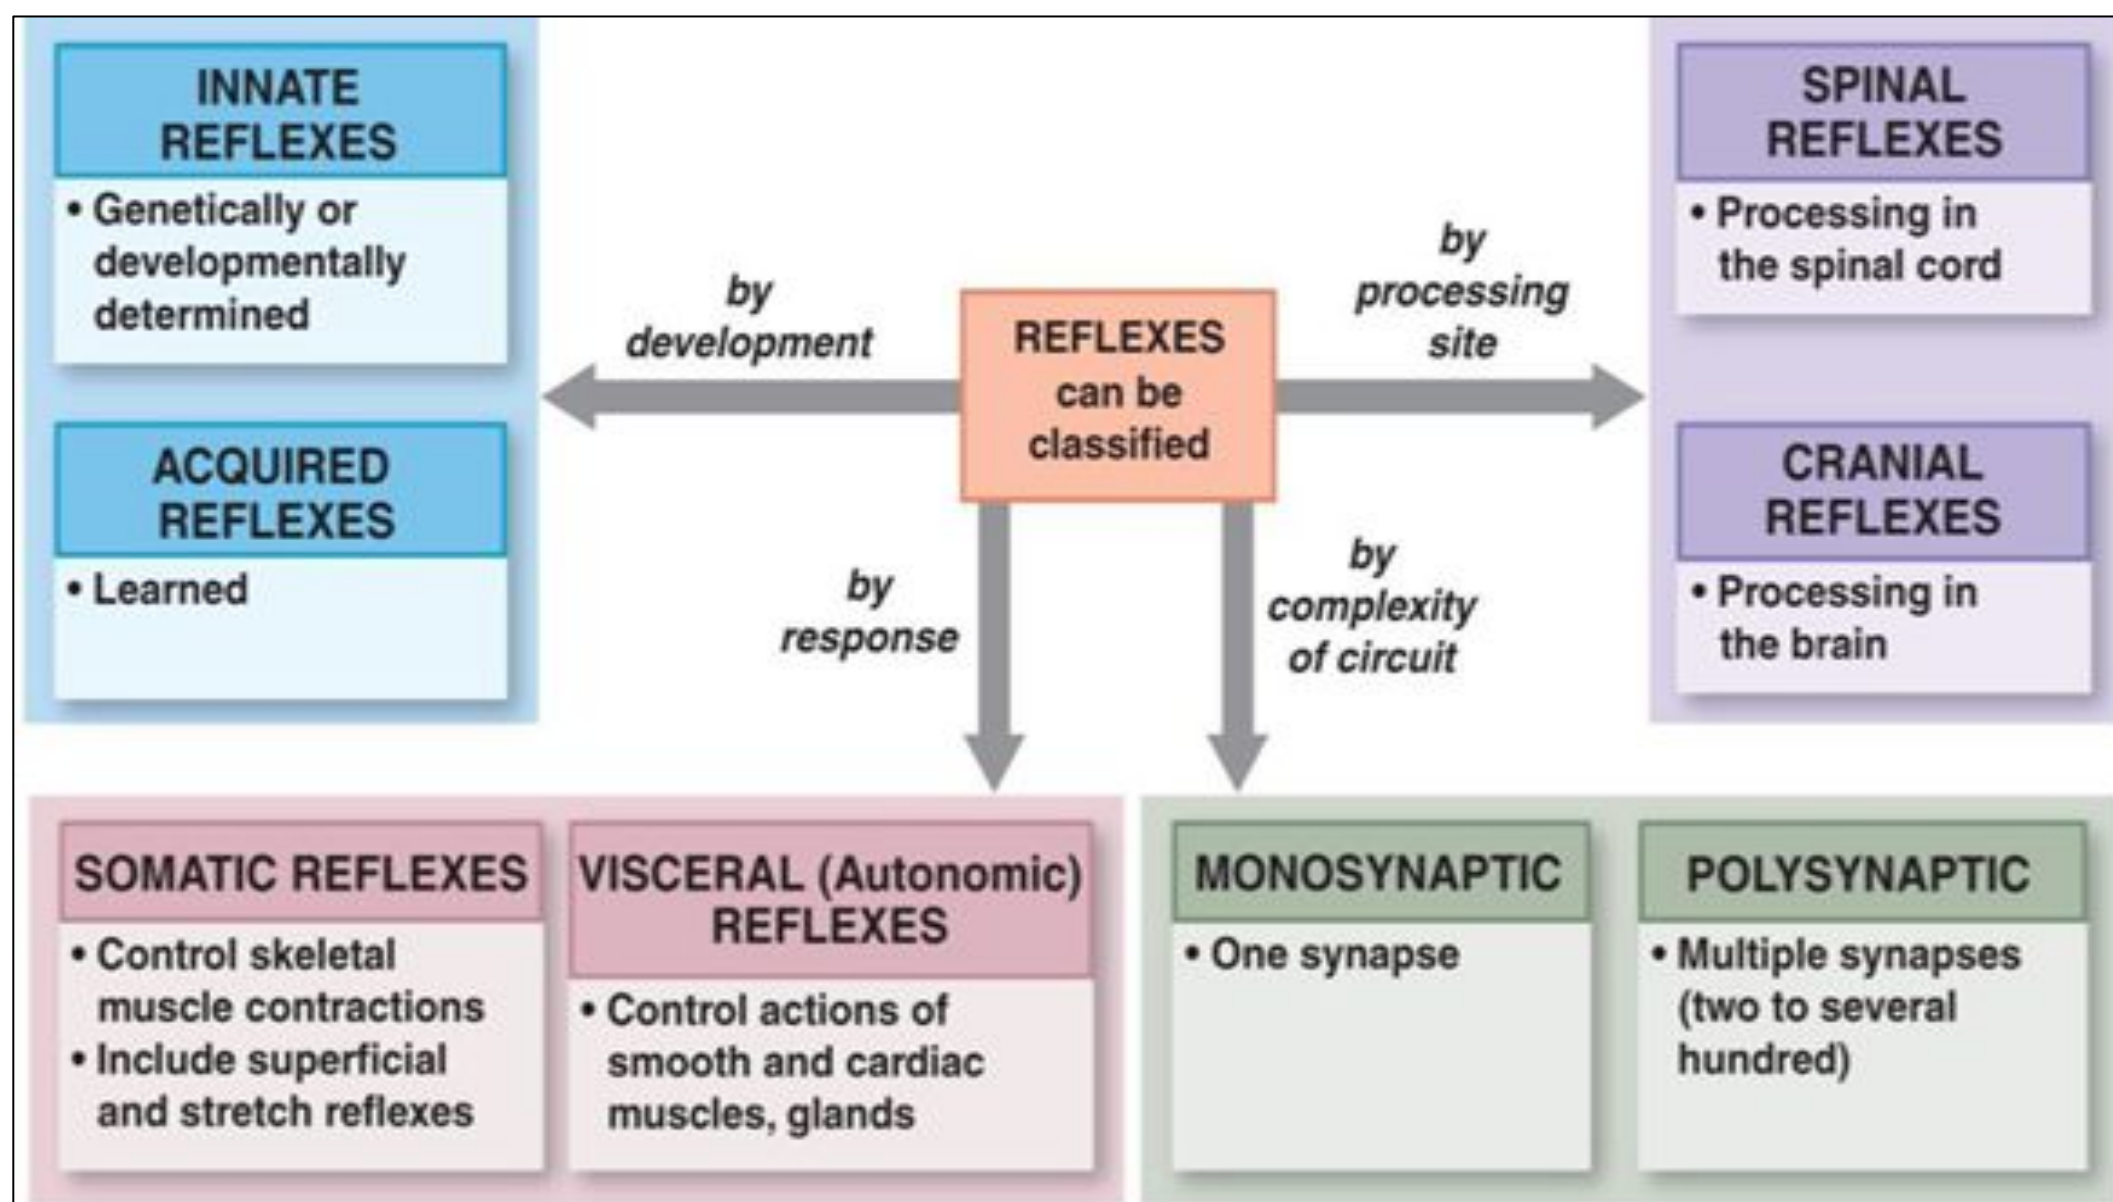 INNATE
REFLEXES
• Genetically or
developmentally
determined
ACQUIRED
REFLEXES
• Learned
by
development
REFLEXES
can be
classified
by
processing
site
SPINAL
REFLEXES
• Processing in
the spinal cord
CRANIAL
REFLEXES
• Processing in
the brain
by
response
by
complexity
of circuit
SOMATIC REFLEXES
• Control skeletal
muscle contractions
• Include superficial
and stretch reflexes
VISCERAL (Autonomic)
REFLEXES
• Control actions of
smooth and cardiac
muscles, glands
MONOSYNAPTIC
• One synapse
POLYSYNAPTIC
• Multiple synapses
(two to several
hundred)